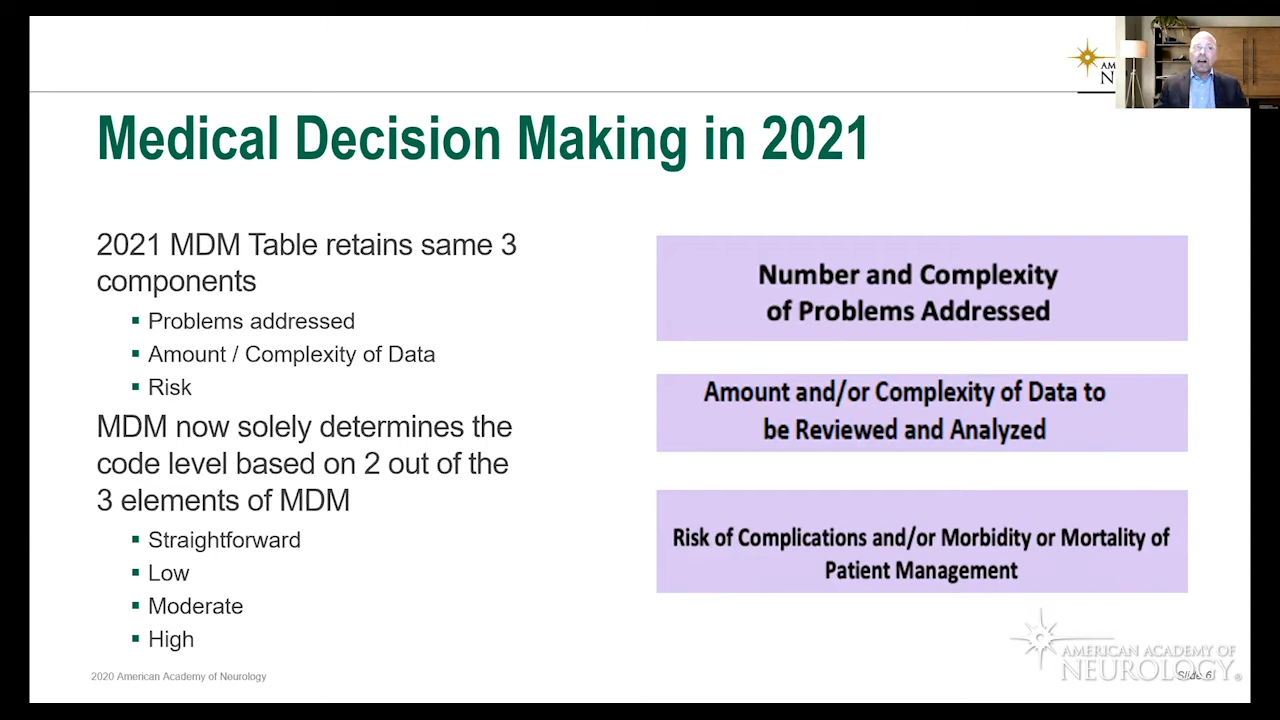 AM
N
Medical Decision Making in 2021
2021 MDM Table retains same 3
components
▪ Problems addressed
▪ Amount / Complexity of Data
▪ Risk
MDM now solely determines the
code level based on 2 out of the
3 elements of MDM
▪ Straightforward
▪ Low
▪ Moderate
▪ High
Number and Complexity
of Problems Addressed
Amount and/or Complexity of Data to
be Reviewed and Analyzed
Risk of Complications and/or Morbidity or Mortality of
Patient Management
2020 American Academy of Neurology
AMERICAN ACADEMY OF
NEUROLOGY®
Slide 6